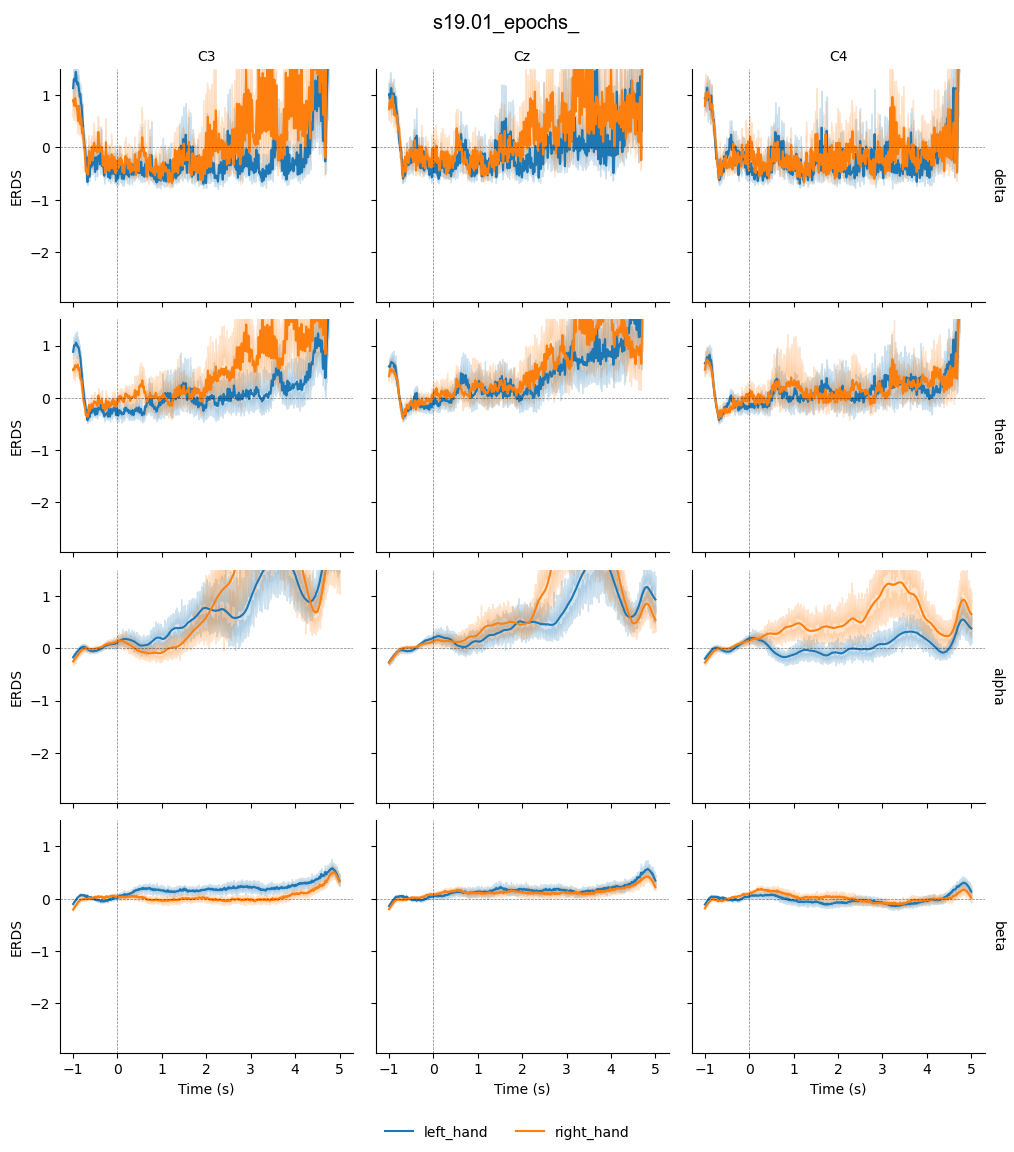 s19.01_epochs_
C3 Cz C4
1
0
−1
−2
ERDS
delta
1
0
−1
−2
ERDS
theta
1
0
−1
−2
ERDS
alpha
1
0
−1
−2
ERDS
beta
−1 0 1 2 3 4 5 −1 0 1 2 3 4 5 −1 0 1 2 3 4 5
Time (s) Time (s) Time (s)
left_hand right_hand